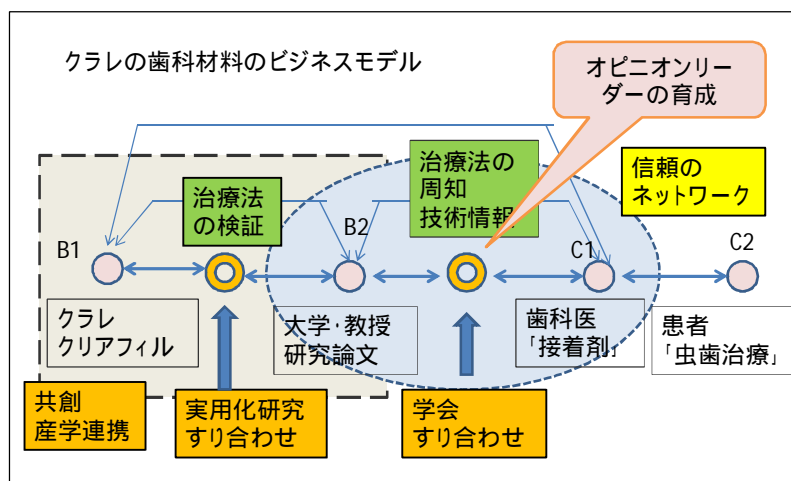 クラレの歯科材料のビジネスモデル
オピニオンリー
ダーの育成
治療法
の検証
治療法の
周知
技術情報
信頼の
ネットワーク
B1
B2
C1
C2
クラレ
クリアフィル
大学・教授
研究論文
歯科医
「接着剤」
患者
「虫歯治療」
共創
産学連携
実用化研究
すり合わせ
学会
すり合わせ